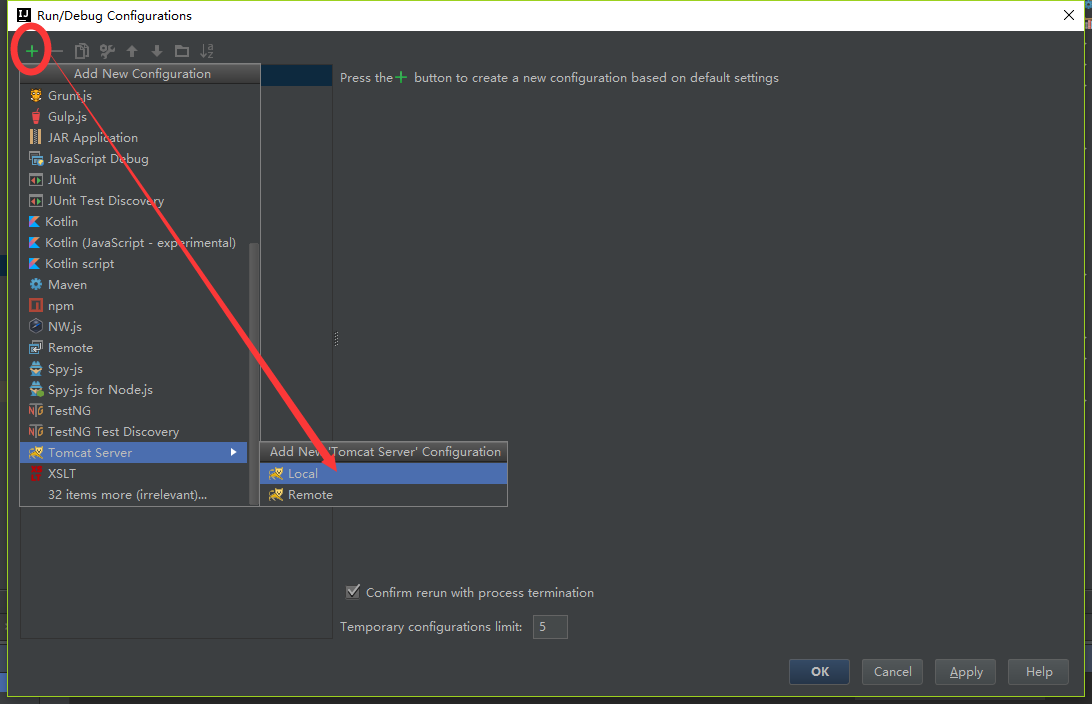 Run/Debug Configurations
Add New Configuration
Press the + button to create a new configuration based on default settings
Grunt.js
Gulp.js
JAR Application
JavaScript Debug
JUnit
JUnit Test Discovery
Kotlin
Kotlin (JavaScript - experimental)
Kotlin script
Maven
npm
NW.js
Remote
Spy-js
Spy-js for Node.js
TestNG
TestNG Test Discovery
Tomcat Server
XSLT
32 items more (irrelevant)...
Add New 'Tomcat Server' Configuration
Local
Remote
Confirm rerun with process termination
Temporary configurations limit: 5
OK Cancel Apply Help